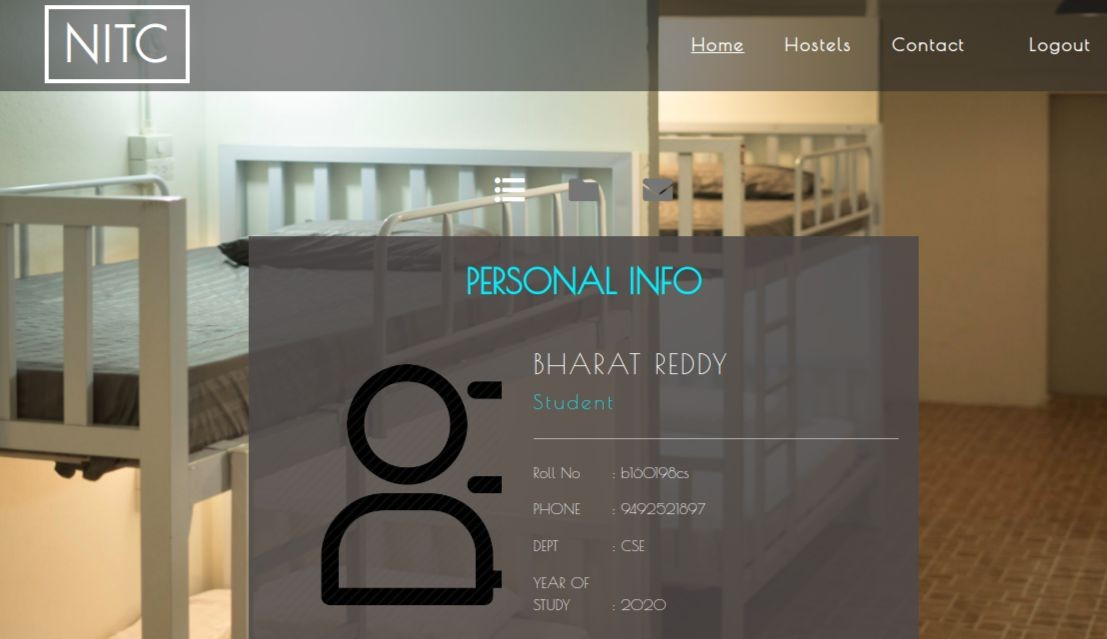 NITC
Home Hostels Contact Logout
PERSONAL INFO
BHARAT REDDY
Student
Roll No : b160198cs
PHONE : 9492521897
DEPT : CSE
YEAR OF
STUDY : 2020